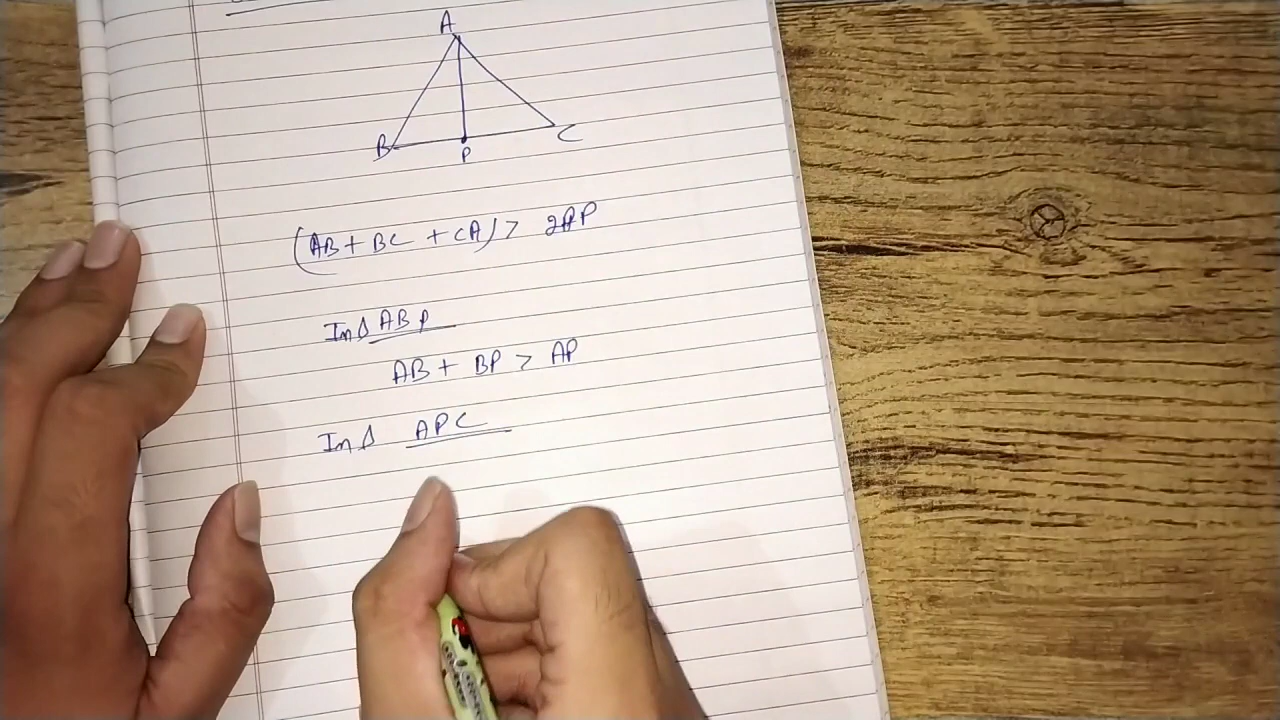 A
B
P
C
(AB + BC + CA) > 2AP
In Δ ABP
AB + BP > AP
In Δ APC